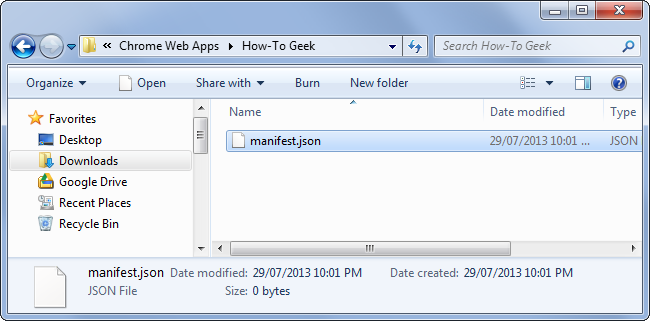 « Chrome Web Apps How-To Geek Search How-To Geek
Organize Open Share with Burn New folder
Favorites
Desktop
Downloads
Google Drive
Recent Places
Recycle Bin
Name Date modified Type
manifest.json 29/07/2013 10:01 ... JSON
manifest.json Date modified: 29/07/2013 10:01 PM Date created: 29/07/2013 10:01 PM
JSON File Size: 0 bytes